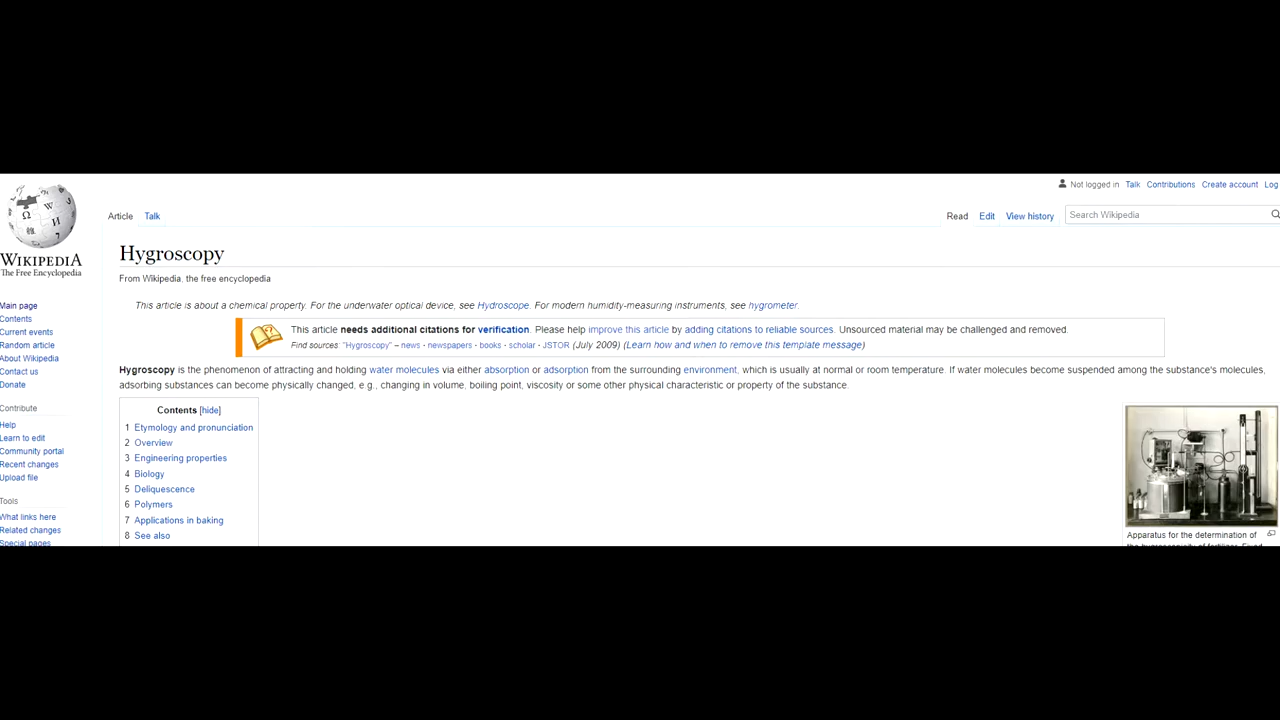 Not logged in Talk Contributions Create account Log
Article Talk Read Edit View history Search Wikipedia
WIKIPEDIA
The Free Encyclopedia
Main page
Contents
Current events
Random article
About Wikipedia
Contact us
Donate
Contribute
Help
Learn to edit
Community portal
Recent changes
Upload file
Tools
What links here
Related changes
Special pages
Hygroscopy
From Wikipedia, the free encyclopedia
This article is about a chemical property. For the underwater optical device, see Hydroscope. For modern humidity-measuring instruments, see hygrometer.
This article needs additional citations for verification. Please help improve this article by adding citations to reliable sources. Unsourced material may be challenged and removed.
Find sources: "Hygroscopy" – news · newspapers · books · scholar · JSTOR (July 2009) (Learn how and when to remove this template message)
Hygroscopy is the phenomenon of attracting and holding water molecules via either absorption or adsorption from the surrounding environment, which is usually at normal or room temperature. If water molecules become suspended among the substance's molecules,
adsorbing substances can become physically changed, e.g., changing in volume, boiling point, viscosity or some other physical characteristic or property of the substance.
Contents [hide]
1 Etymology and pronunciation
2 Overview
3 Engineering properties
4 Biology
5 Deliquescence
6 Polymers
7 Applications in baking
8 See also
Apparatus for the determination of